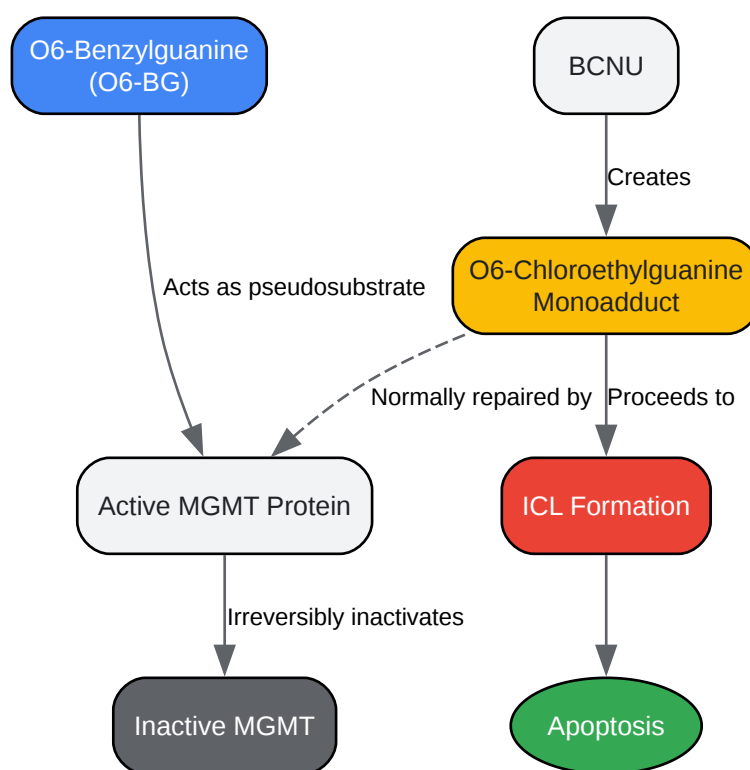 O6-Benzylguanine
(O6-BG)
BCNU
Creates
O6-Chloroethylguanine
Monoadduct
Acts as pseudosubstrate
Normally repaired by
Proceeds to
Active MGMT Protein
ICL Formation
Irreversibly inactivates
Inactive MGMT
Apoptosis